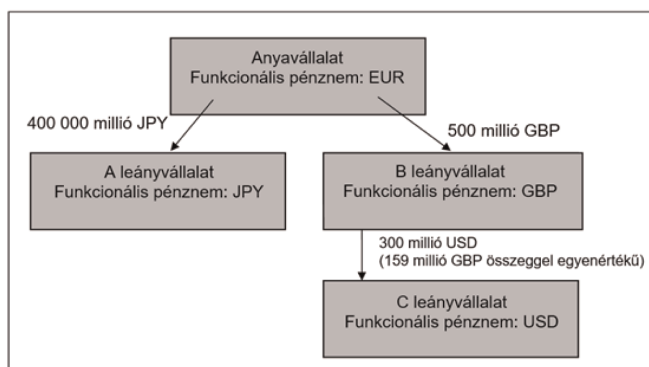 Anyavállalat
Funkcionális pénznem: EUR
400 000 millió JPY
500 millió GBP
A leányvállalat
Funkcionális pénznem: JPY
B leányvállalat
Funkcionális pénznem: GBP
300 millió USD
(159 millió GBP összeggel egyenértékű)
C leányvállalat
Funkcionális pénznem: USD